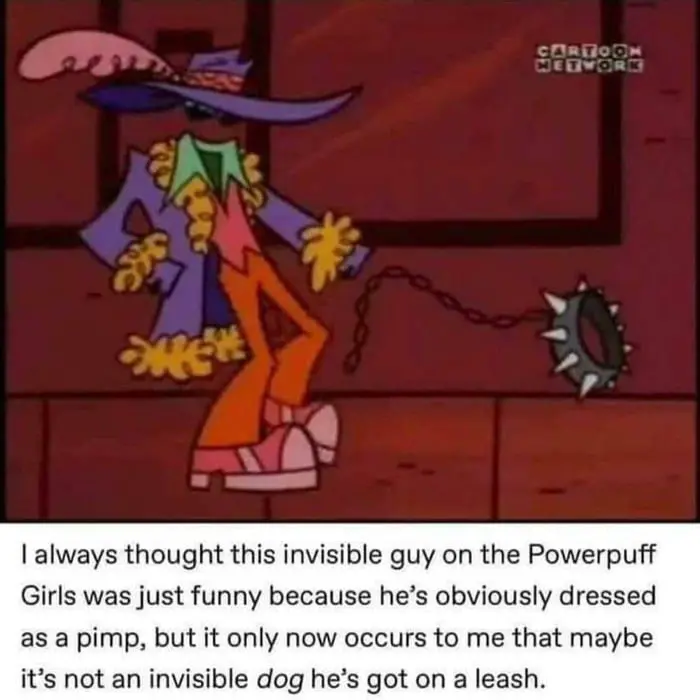 CARTOON
NETWORK
I always thought this invisible guy on the Powerpuff
Girls was just funny because he's obviously dressed
as a pimp, but it only now occurs to me that maybe
it's not an invisible dog he's got on a leash.